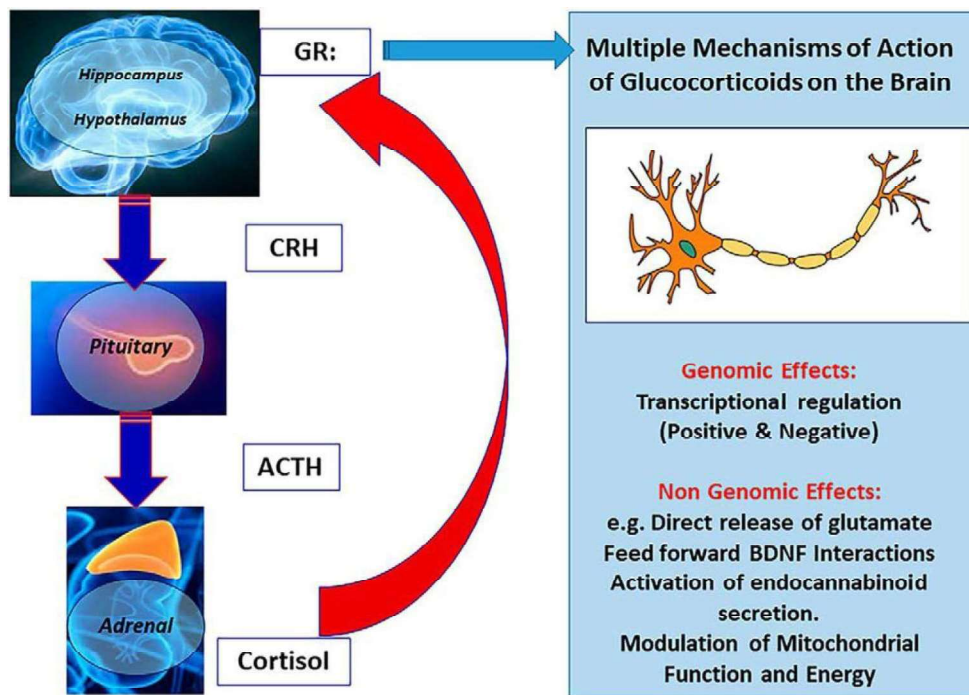 Hippocampus
Hypothalamus
GR:
CRH
Pituitary
ACTH
Adrenal
Cortisol
Multiple Mechanisms of Action
of Glucocorticoids on the Brain
Genomic Effects:
Transcriptional regulation
(Positive & Negative)
Non Genomic Effects:
e.g. Direct release of glutamate
Feed forward BDNF Interactions
Activation of endocannabinoid
secretion.
Modulation of Mitochondrial
Function and Energy